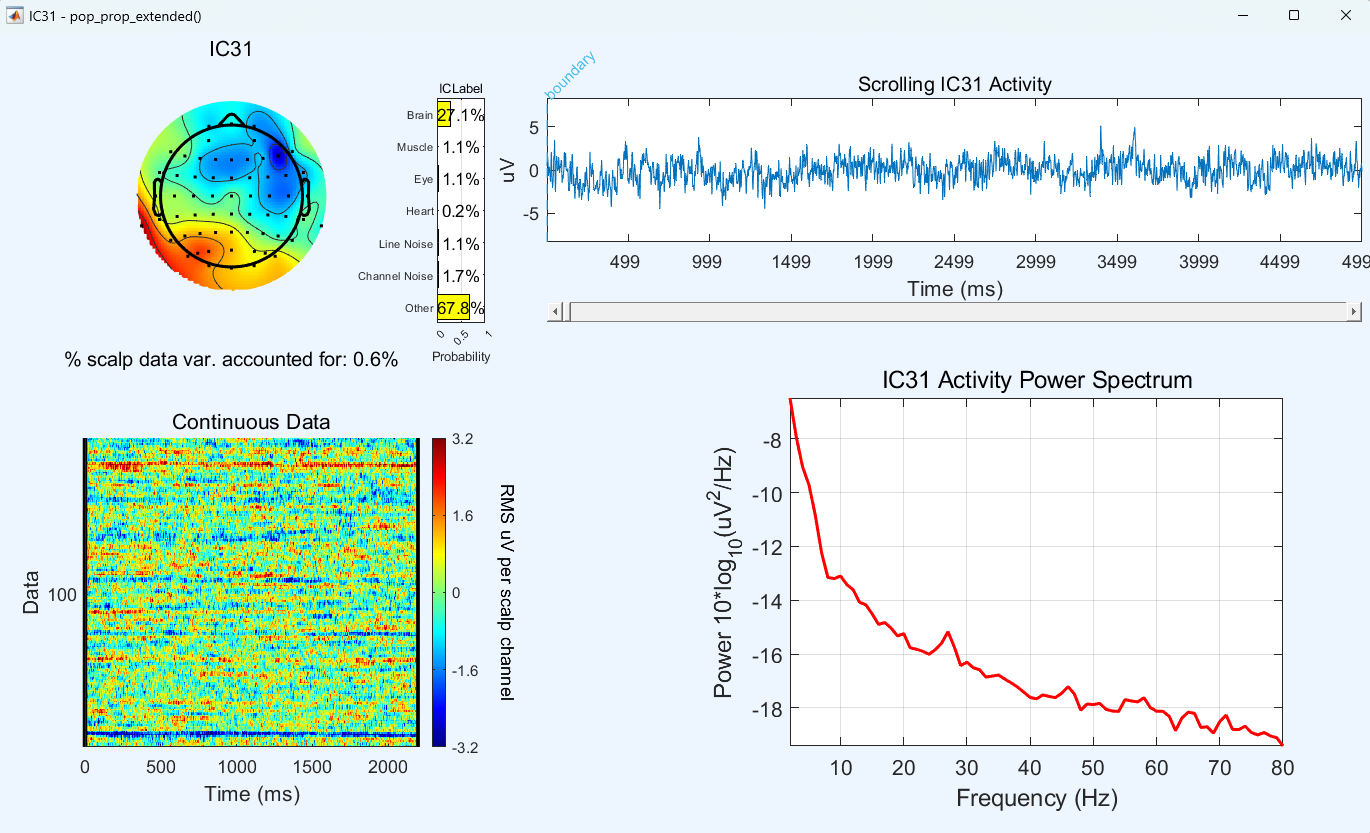 IC31 - pop_prop_extended()
IC31
ICLabel
Brain 27.1%
Muscle 1.1%
Eye 1.1%
Heart 0.2%
Line Noise 1.1%
Channel Noise 1.7%
Other 67.8%
0 0.5 1
Probability
% scalp data var. accounted for: 0.6%
boundary
Scrolling IC31 Activity
uV
5
0
-5
499 999 1499 1999 2499 2999 3499 3999 4499 499
Time (ms)
Continuous Data
Data
100
0 500 1000 1500 2000
Time (ms)
3.2
1.6
0
-1.6
-3.2
RMS uV per scalp channel
IC31 Activity Power Spectrum
Power 10*log10(uV2/Hz)
-8
-10
-12
-14
-16
-18
10 20 30 40 50 60 70 80
Frequency (Hz)